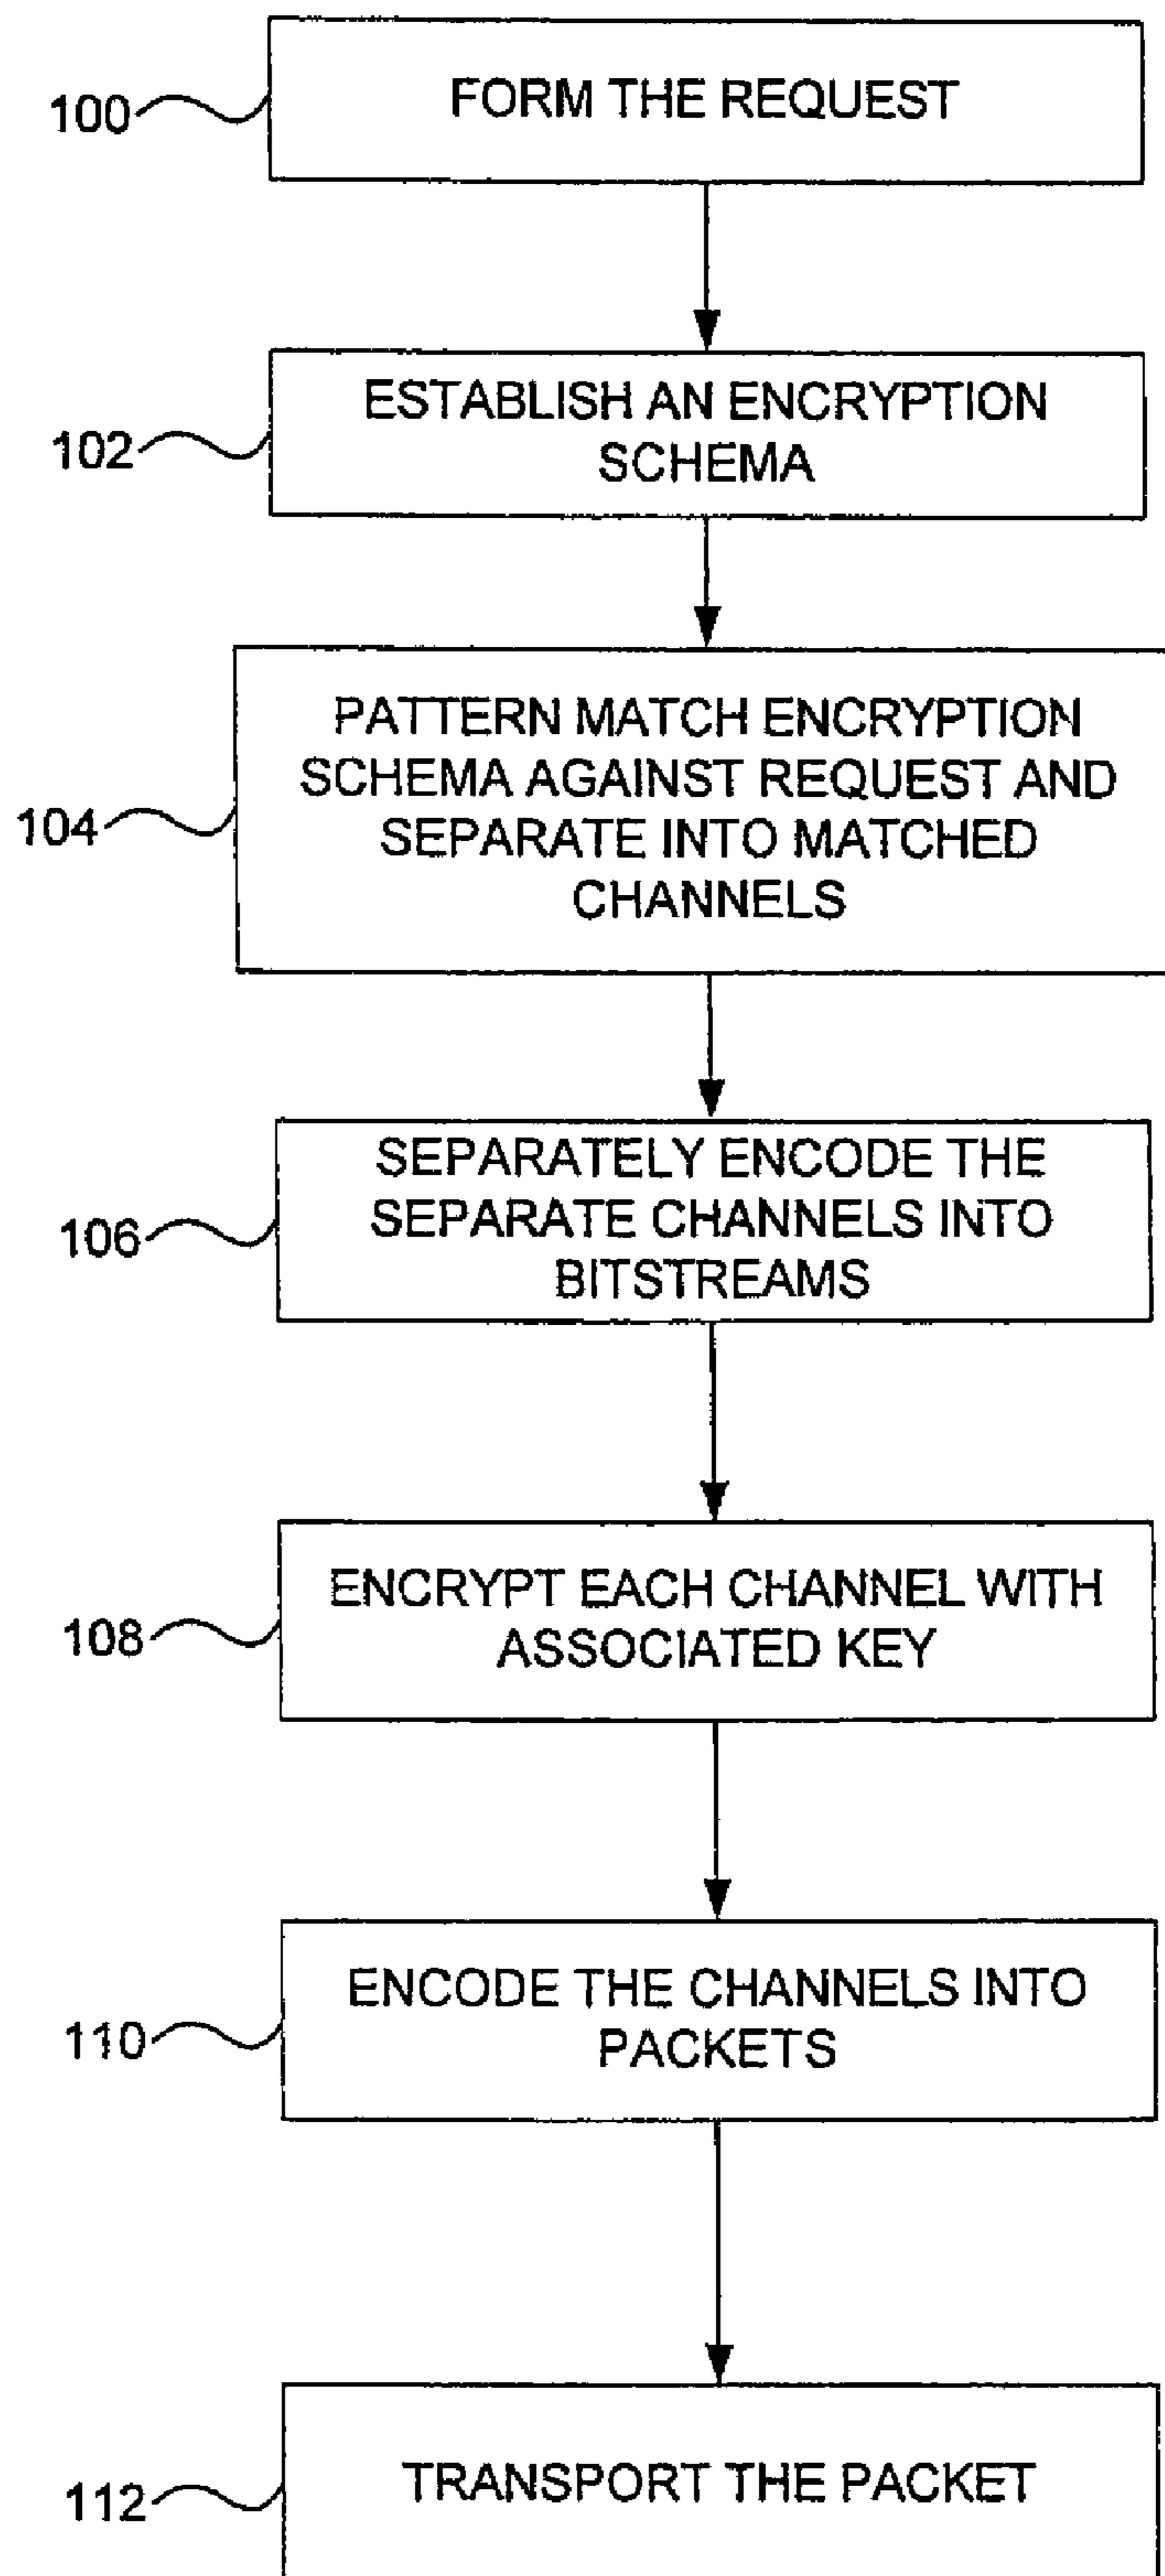 100
FORM THE REQUEST
102
ESTABLISH AN ENCRYPTION
SCHEMA
104
PATTERN MATCH ENCRYPTION
SCHEMA AGAINST REQUEST AND
SEPARATE INTO MATCHED
CHANNELS
106
SEPARATELY ENCODE THE
SEPARATE CHANNELS INTO
BITSTREAMS
108
ENCRYPT EACH CHANNEL WITH
ASSOCIATED KEY
110
ENCODE THE CHANNELS INTO
PACKETS
112
TRANSPORT THE PACKET